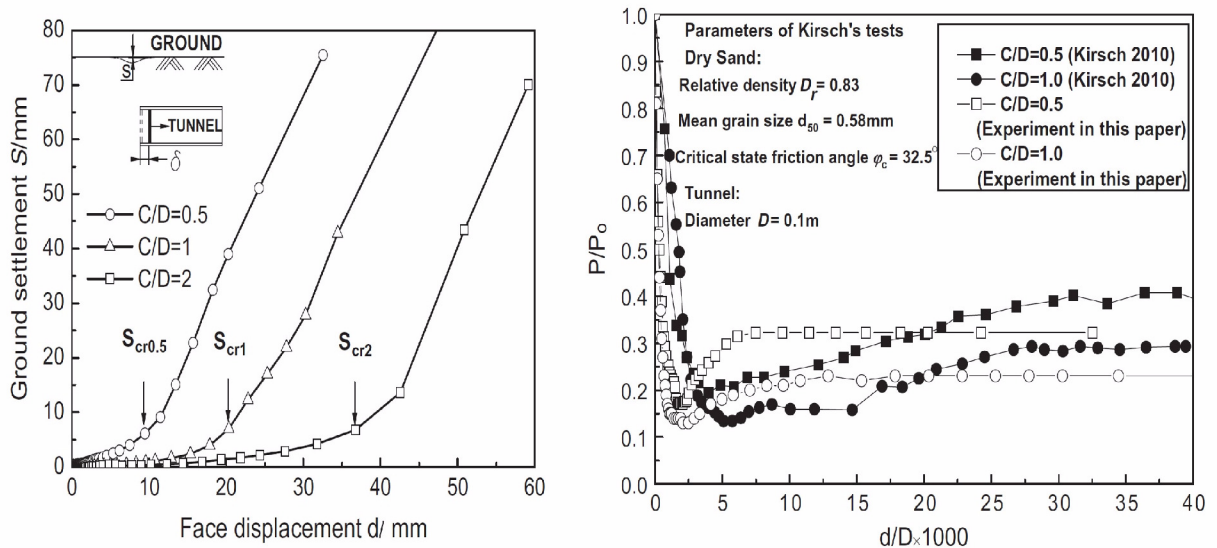 80
70
60
50
40
30
20
10
0
Ground settlement S/mm
GROUND
S
TUNNEL
δ
C/D=0.5
C/D=1
C/D=2
Scr0.5
Scr1
Scr2
0 10 20 30 40 50 60
Face displacement d/ mm
1.0
0.9
0.8
0.7
0.6
0.5
0.4
0.3
0.2
0.1
0.0
P/Po
Parameters of Kirsch's tests
Dry Sand:
Relative density Dr= 0.83
Mean grain size d50 = 0.58mm
Critical state friction angle φc = 32.5°
Tunnel:
Diameter D= 0.1m
C/D=0.5 (Kirsch 2010)
C/D=1.0 (Kirsch 2010)
C/D=0.5
(Experiment in this paper)
C/D=1.0
(Experiment in this paper)
0 5 10 15 20 25 30 35 40
d/D×1000